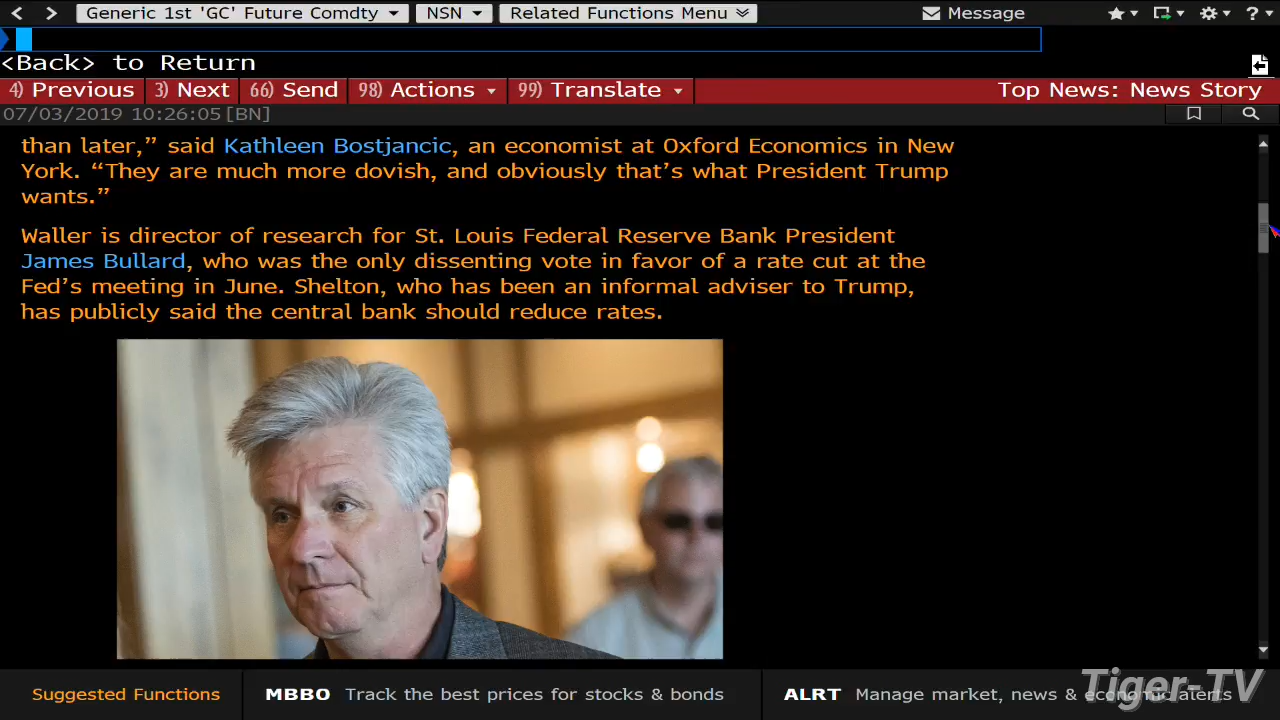 Generic 1st 'GC' Future Comdty NSN Related Functions Menu Message ?
<Back> to Return
4) Previous 3) Next 66) Send 98) Actions 99) Translate Top News: News Story
07/03/2019 10:26:05 [BN]
than later,” said Kathleen Bostjancic, an economist at Oxford Economics in New
York. “They are much more dovish, and obviously that’s what President Trump
wants.”
Waller is director of research for St. Louis Federal Reserve Bank President
James Bullard, who was the only dissenting vote in favor of a rate cut at the
Fed’s meeting in June. Shelton, who has been an informal adviser to Trump,
has publicly said the central bank should reduce rates.
Suggested Functions MBBO Track the best prices for stocks & bonds ALRT Manage market, news & economic alerts
Tiger-TV